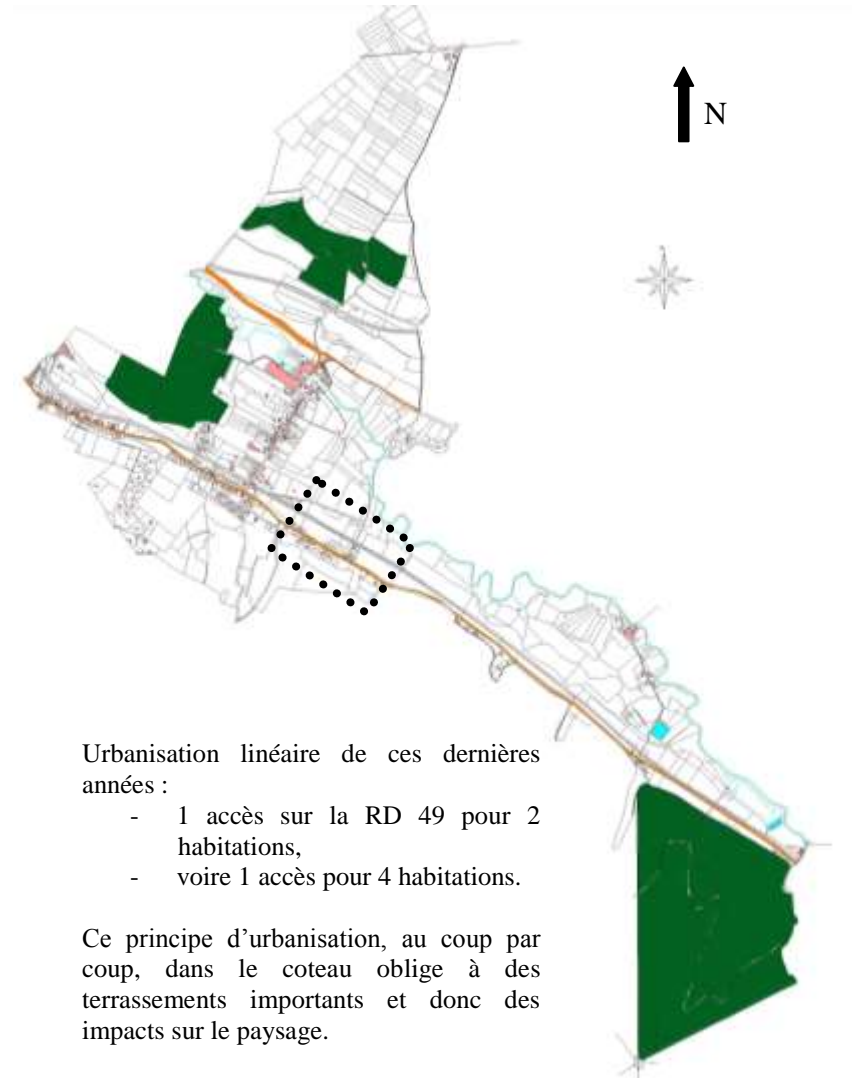 N
Urbanisation linéaire de ces dernières
années :
- 1 accès sur la RD 49 pour 2
habitations,
- voire 1 accès pour 4 habitations.
Ce principe d’urbanisation, au coup par
coup, dans le coteau oblige à des
terrassements importants et donc des
impacts sur le paysage.